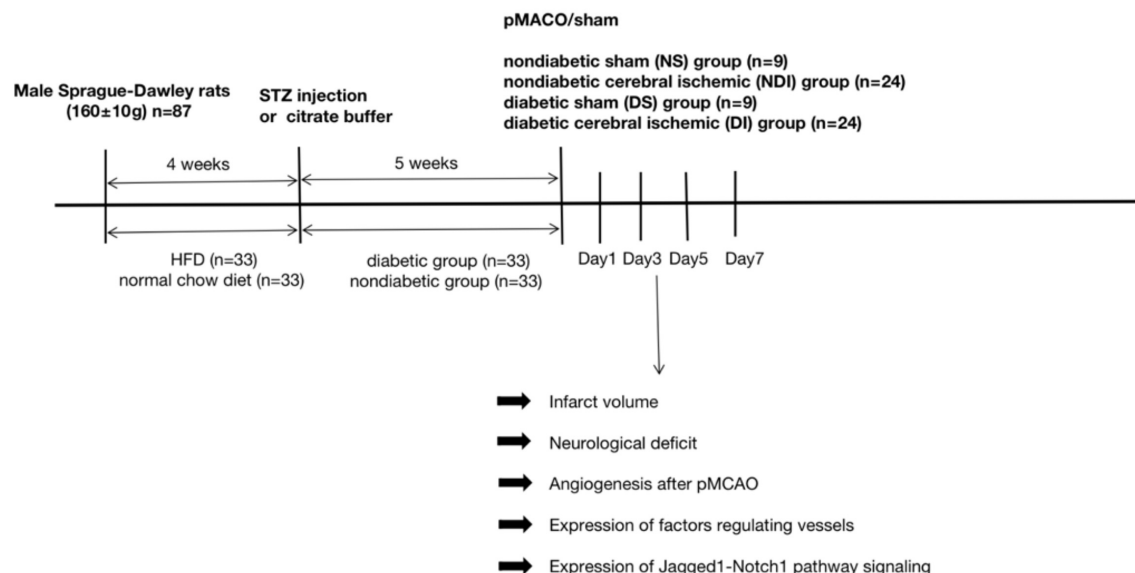 pMACO/sham
nondiabetic sham (NS) group (n=9)
nondiabetic cerebral ischemic (NDI) group (n=24)
diabetic sham (DS) group (n=9)
diabetic cerebral ischemic (DI) group (n=24)
Male Sprague-Dawley rats
(160±10g) n=87
STZ injection
or citrate buffer
4 weeks
5 weeks
HFD (n=33)
normal chow diet (n=33)
diabetic group (n=33)
nondiabetic group (n=33)
Day1 Day3 Day5 Day7
Infarct volume
Neurological deficit
Angiogenesis after pMCAO
Expression of factors regulating vessels
Expression of Jagged1-Notch1 pathway signaling